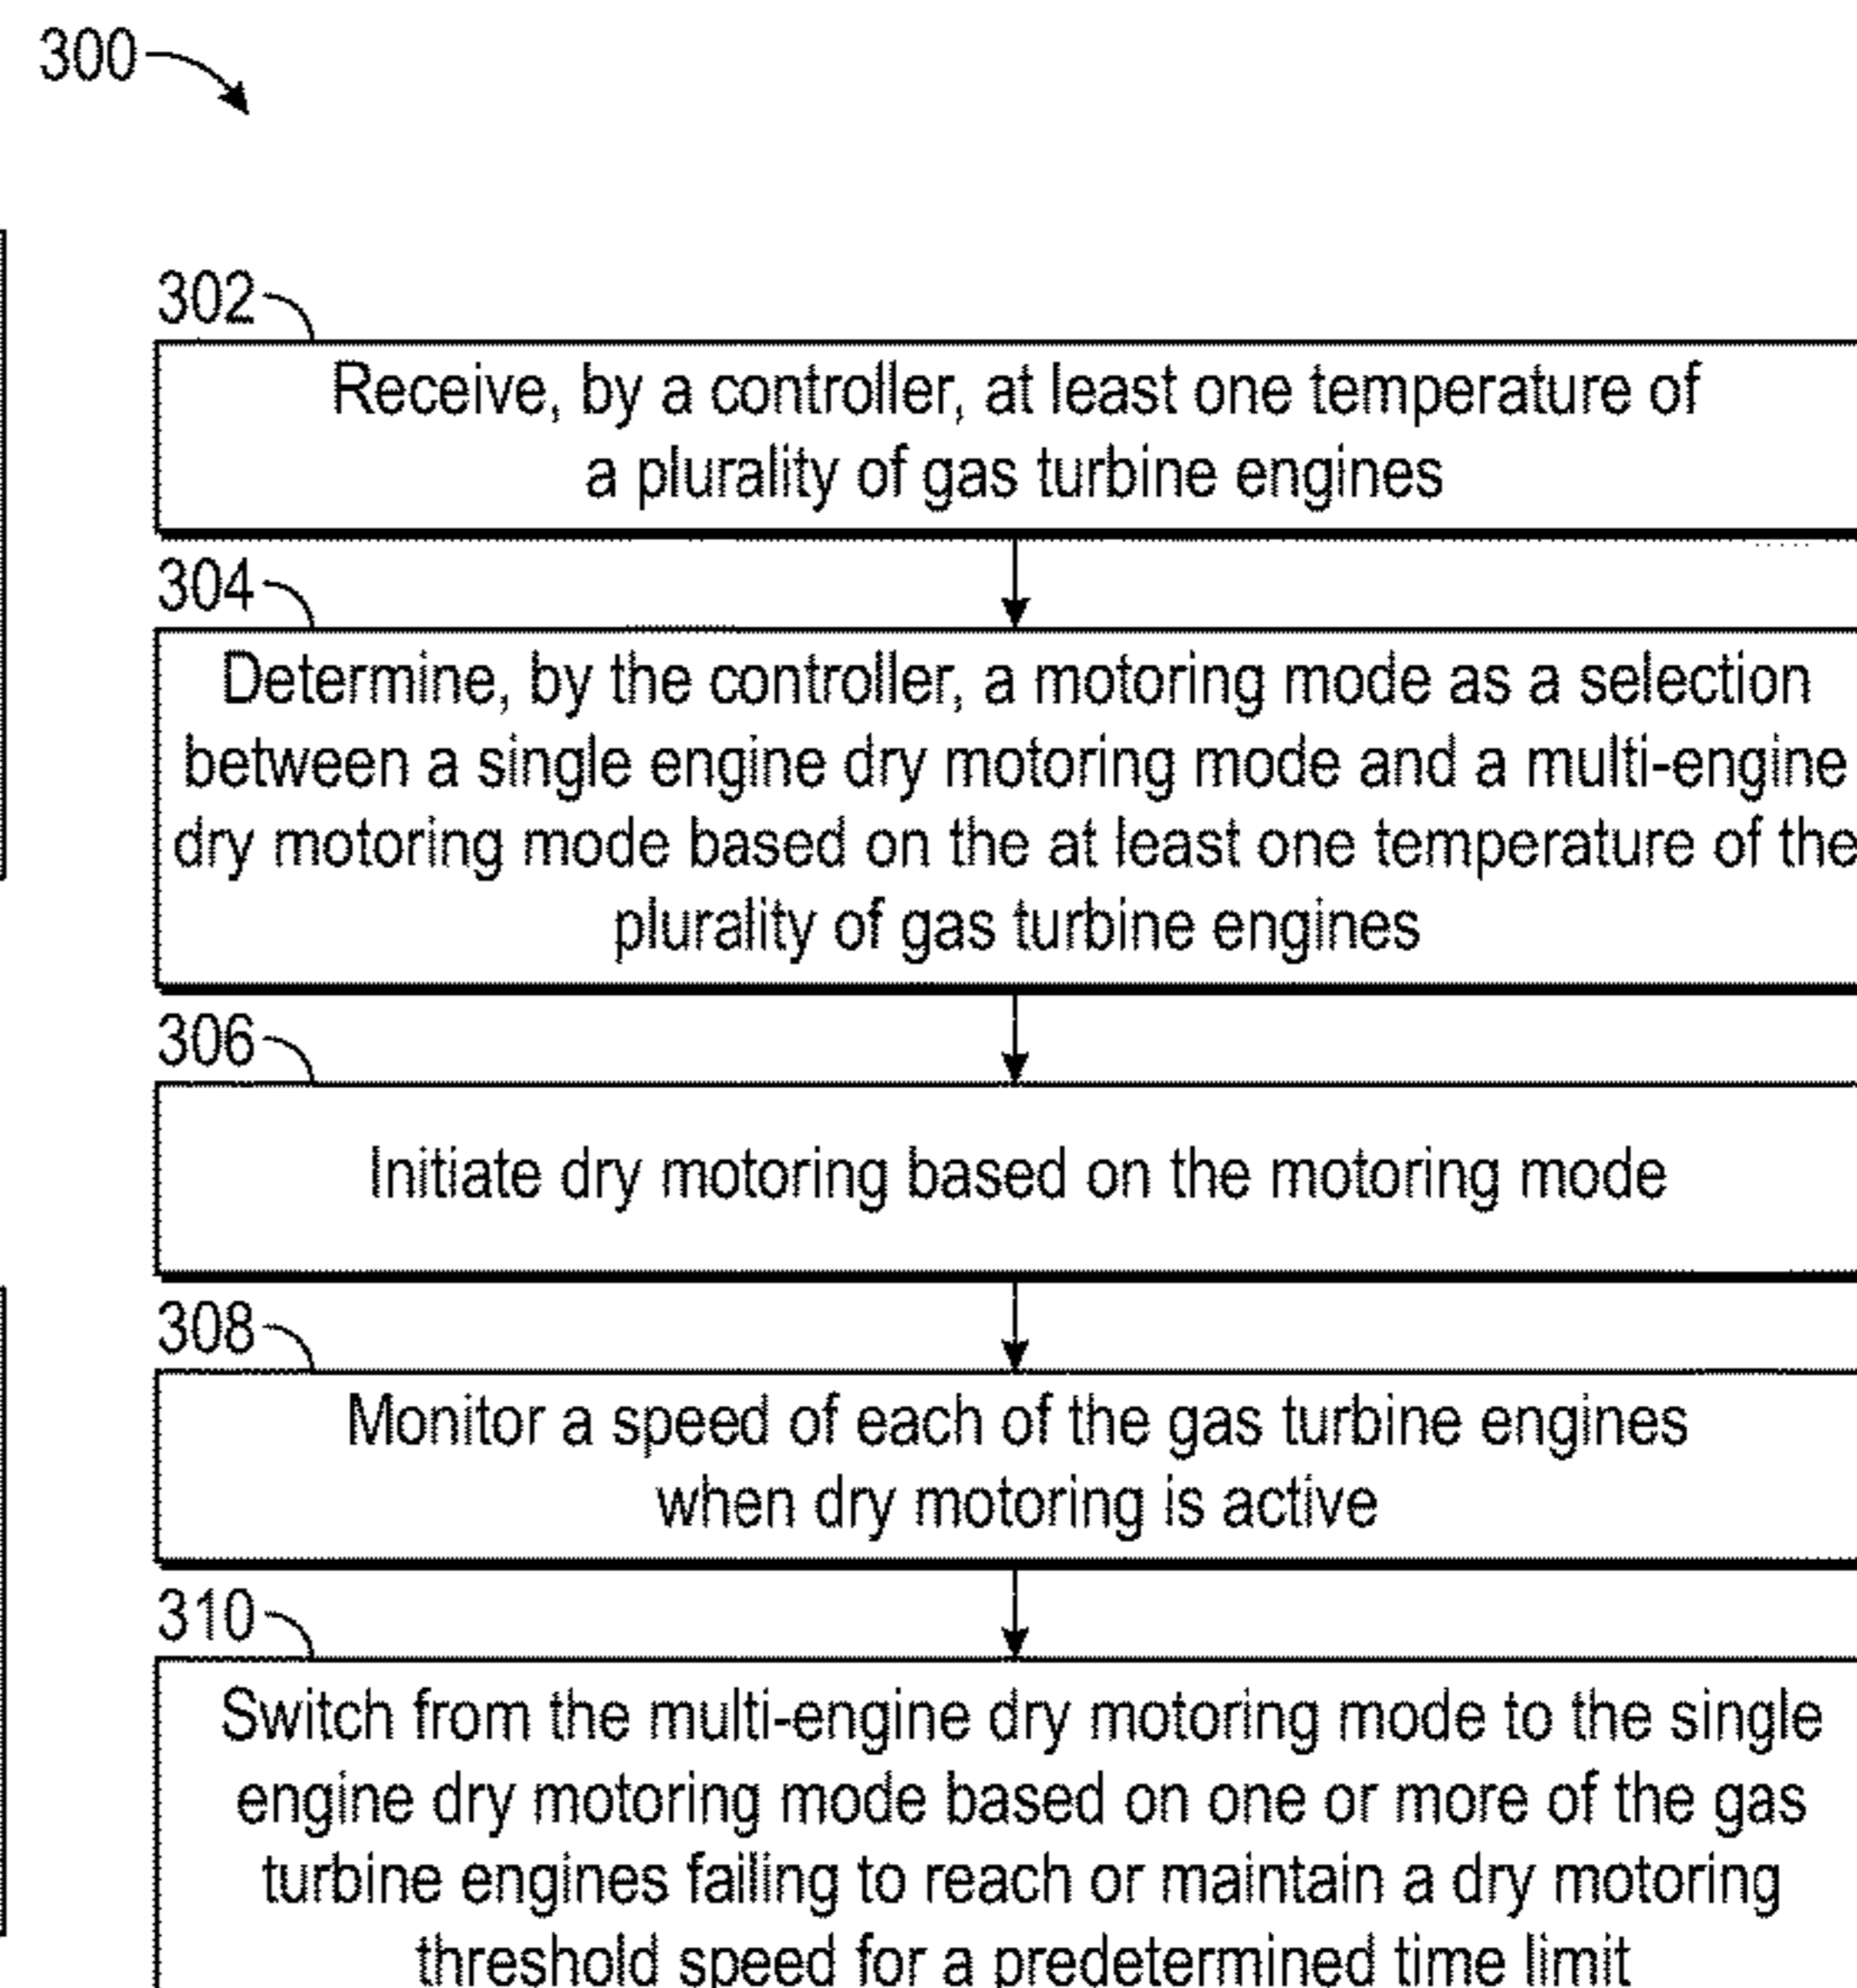 300
302
Receive, by a controller, at least one temperature of
a plurality of gas turbine engines
304
Determine, by the controller, a motoring mode as a selection
between a single engine dry motoring mode and a multi-engine
dry motoring mode based on the at least one temperature of the
plurality of gas turbine engines
306
Initiate dry motoring based on the motoring mode
308
Monitor a speed of each of the gas turbine engines
when dry motoring is active
310
Switch from the multi-engine dry motoring mode to the single
engine dry motoring mode based on one or more of the gas
turbine engines failing to reach or maintain a dry motoring
threshold speed for a predetermined time limit